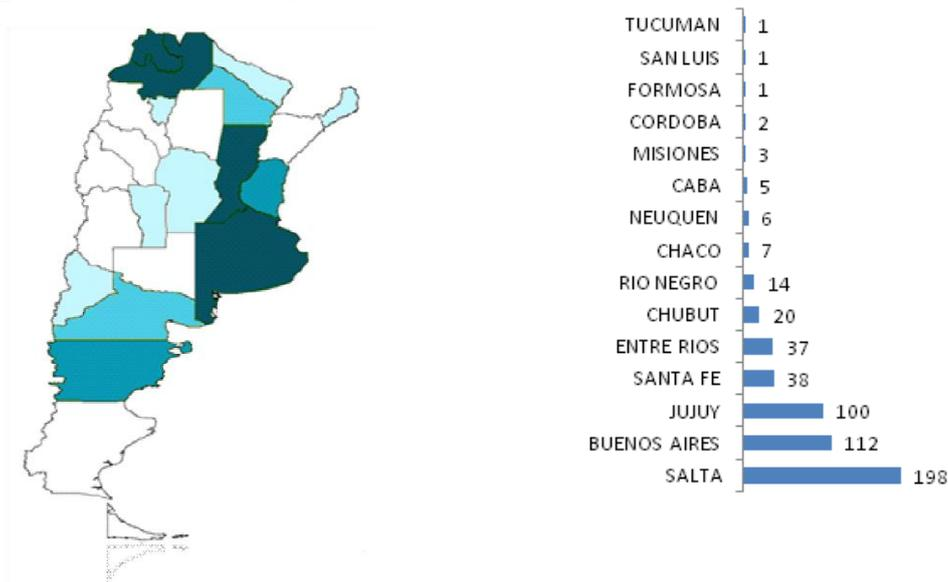 TUCUMAN 1
SAN LUIS 1
FORMOSA 1
CORDOBA 2
MISIONES 3
CABA 5
NEUQUEN 6
CHACO 7
RIO NEGRO 14
CHUBUT 20
ENTRE RIOS 37
SANTA FE 38
JUJUY 100
BUENOS AIRES 112
SALTA 198